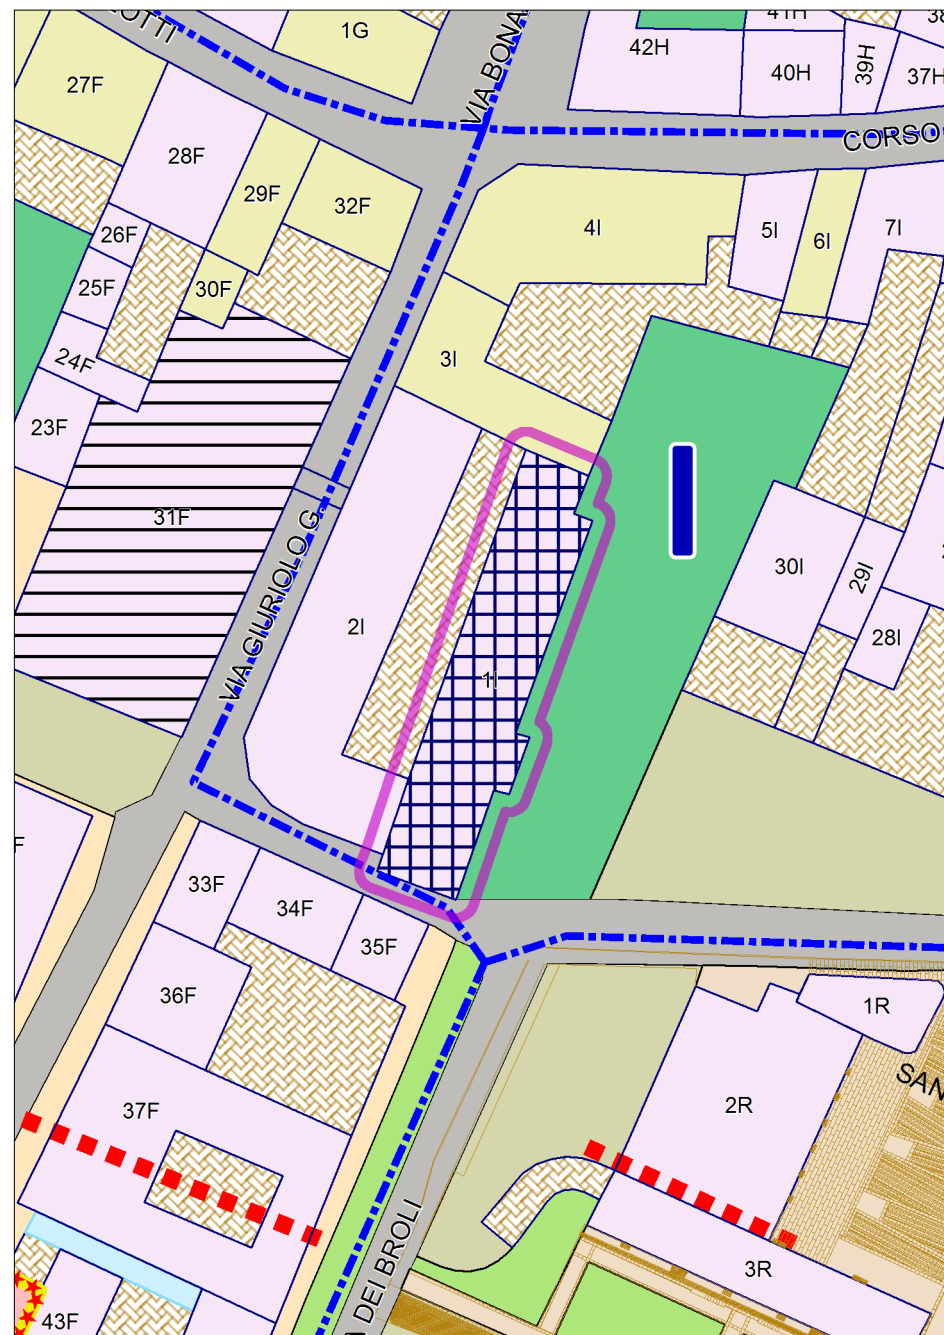 1G
VIA BONA
41H
42H
40H
39H
37H
CORSO
27F
28F
29F
32F
26F
25F
30F
24F
23F
31F
4I
5I
6I
7I
3I
2I
1I
VIA GIURIOLO G.
30I
29I
28I
33F
34F
35F
36F
37F
43F
1R
2R
3R
SAN
DEI BROLI